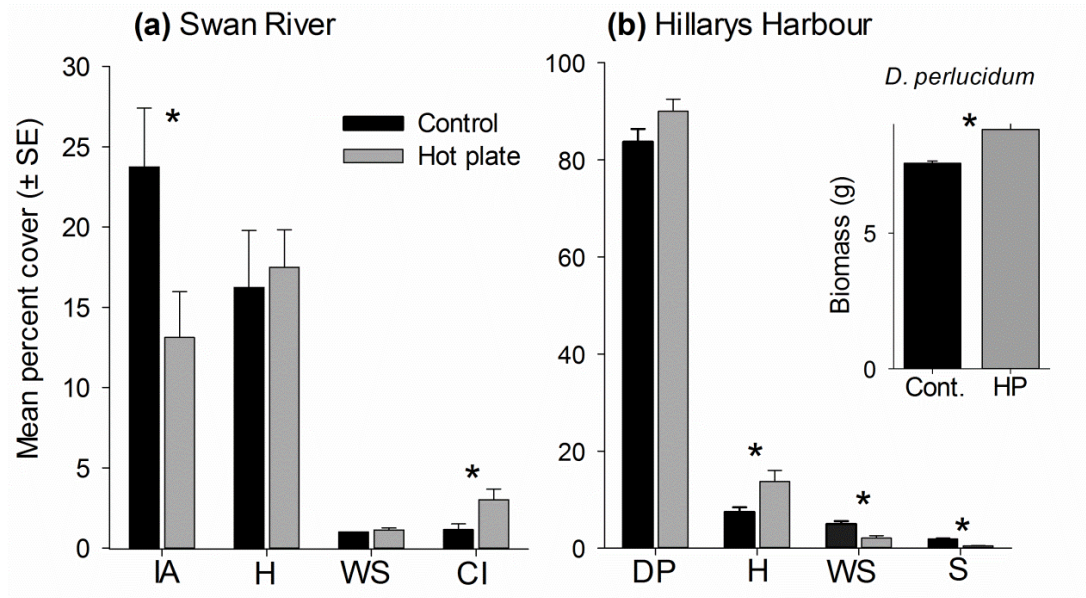 (a) Swan River
(b) Hillarys Harbour
Mean percent cover (± SE)
30
25
20
15
10
5
0
*
*
Control
Hot plate
IA H WS CI
100
80
60
40
20
0
*
*
*
DP H WS S
D. perlucidum
*
Biomass (g)
5
0
Cont. HP